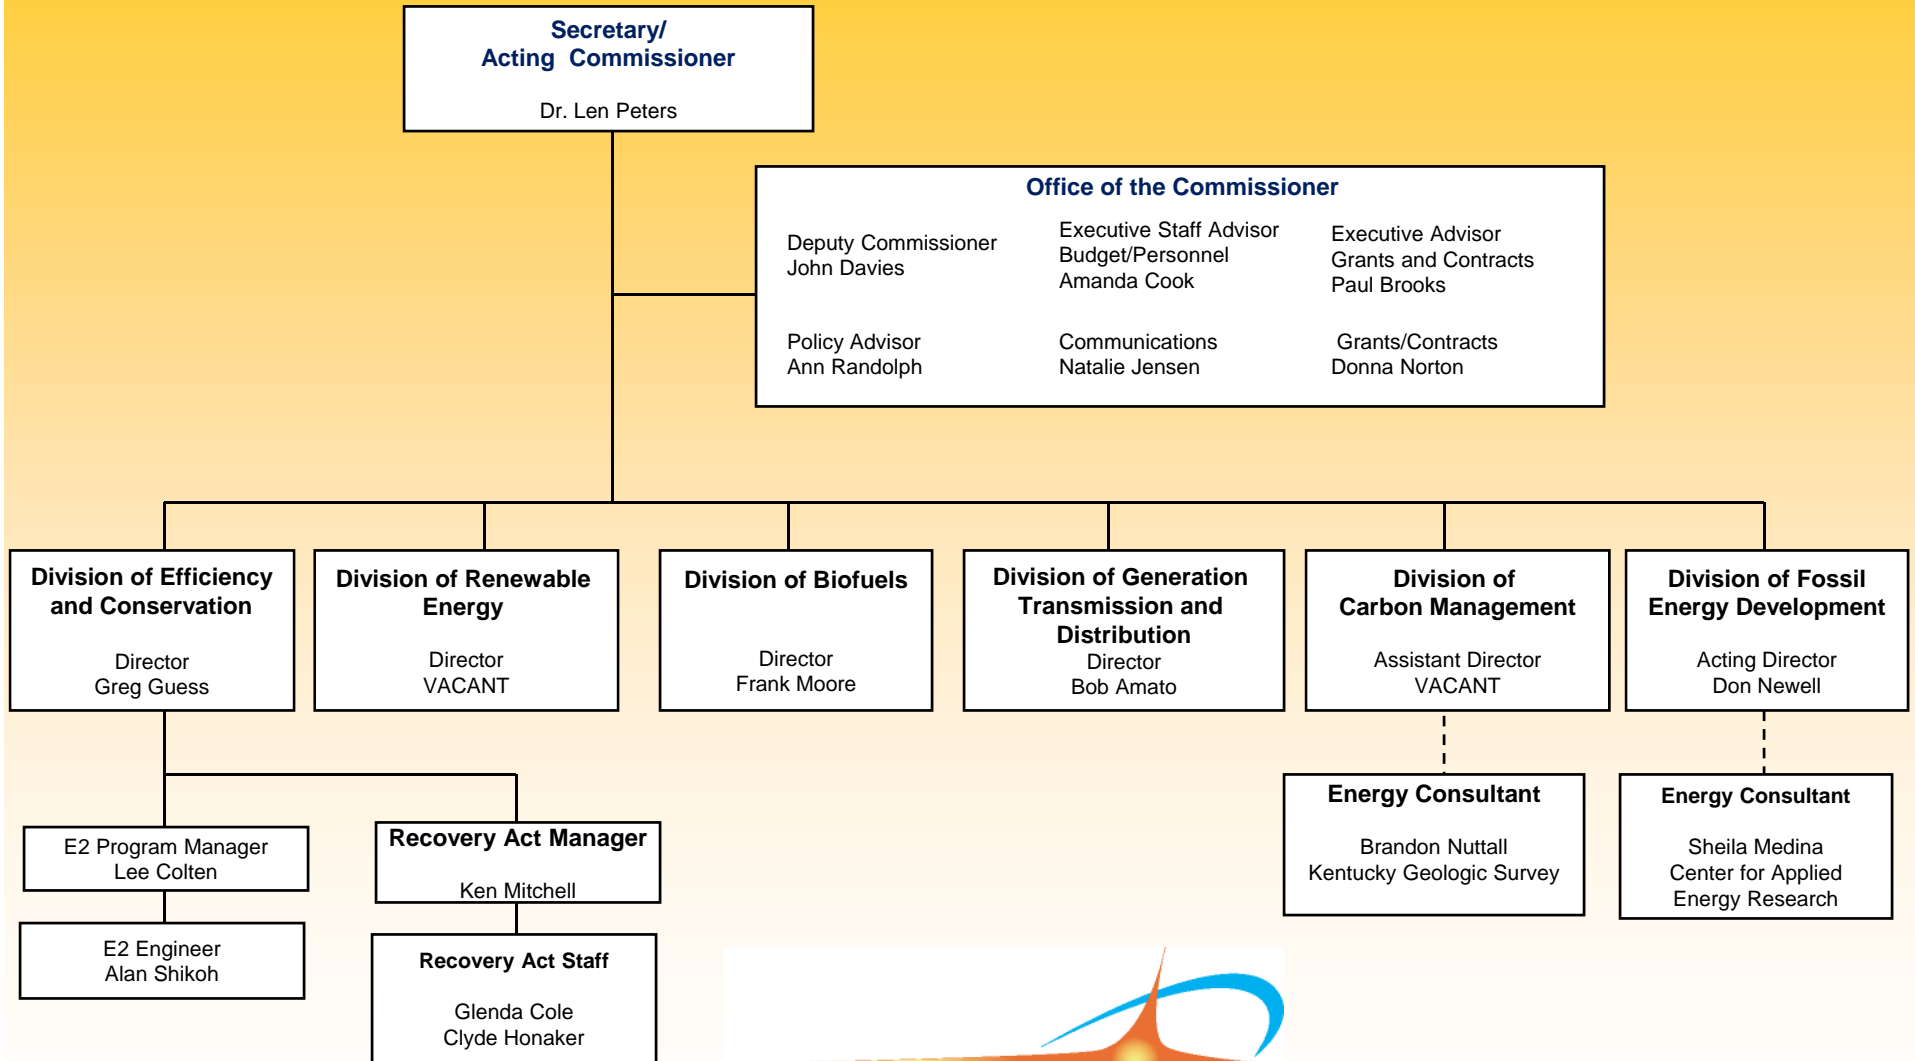 Secretary/
Acting Commissioner
Dr. Len Peters
Office of the Commissioner
Deputy Commissioner
John Davies
Executive Staff Advisor
Budget/Personnel
Amanda Cook
Executive Advisor
Grants and Contracts
Paul Brooks
Policy Advisor
Ann Randolph
Communications
Natalie Jensen
Grants/Contracts
Donna Norton
Division of Efficiency
and Conservation
Director
Greg Guess
Division of Renewable
Energy
Director
VACANT
Division of Biofuels
Director
Frank Moore
Division of Generation
Transmission and
Distribution
Director
Bob Amato
Division of
Carbon Management
Assistant Director
VACANT
Division of Fossil
Energy Development
Acting Director
Don Newell
E2 Program Manager
Lee Colten
E2 Engineer
Alan Shikoh
Recovery Act Manager
Ken Mitchell
Recovery Act Staff
Glenda Cole
Clyde Honaker
Energy Consultant
Brandon Nuttall
Kentucky Geologic Survey
Energy Consultant
Sheila Medina
Center for Applied
Energy Research